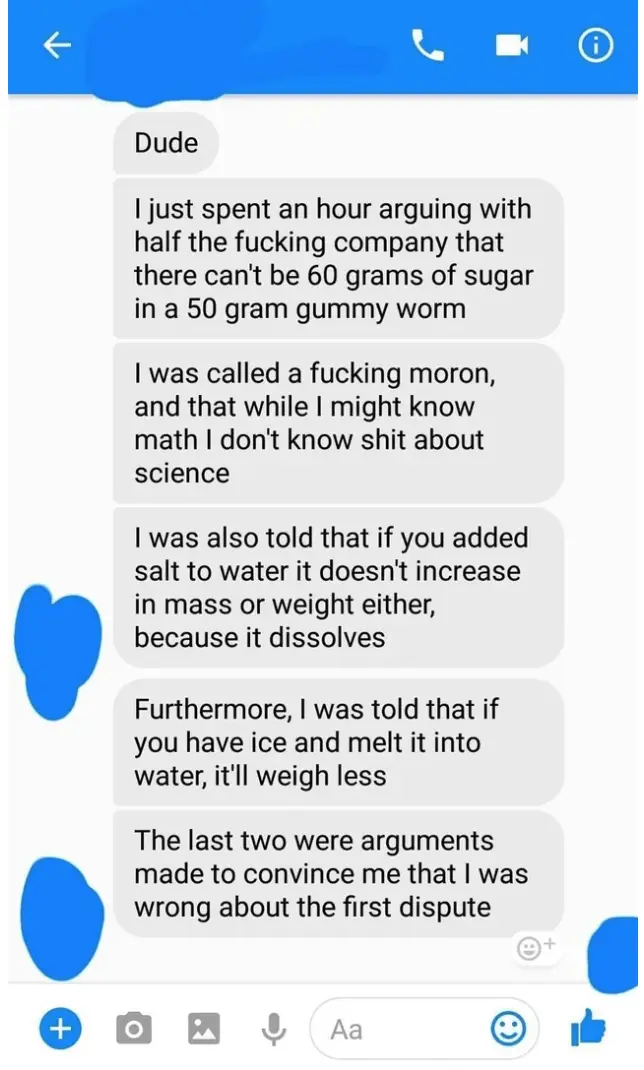 Dude
I just spent an hour arguing with
half the fucking company that
there can't be 60 grams of sugar
in a 50 gram gummy worm
I was called a fucking moron,
and that while I might know
math I don't know shit about
science
I was also told that if you added
salt to water it doesn't increase
in mass or weight either,
because it dissolves
Furthermore, I was told that if
you have ice and melt it into
water, it'll weigh less
The last two were arguments
made to convince me that I was
wrong about the first dispute
Aa